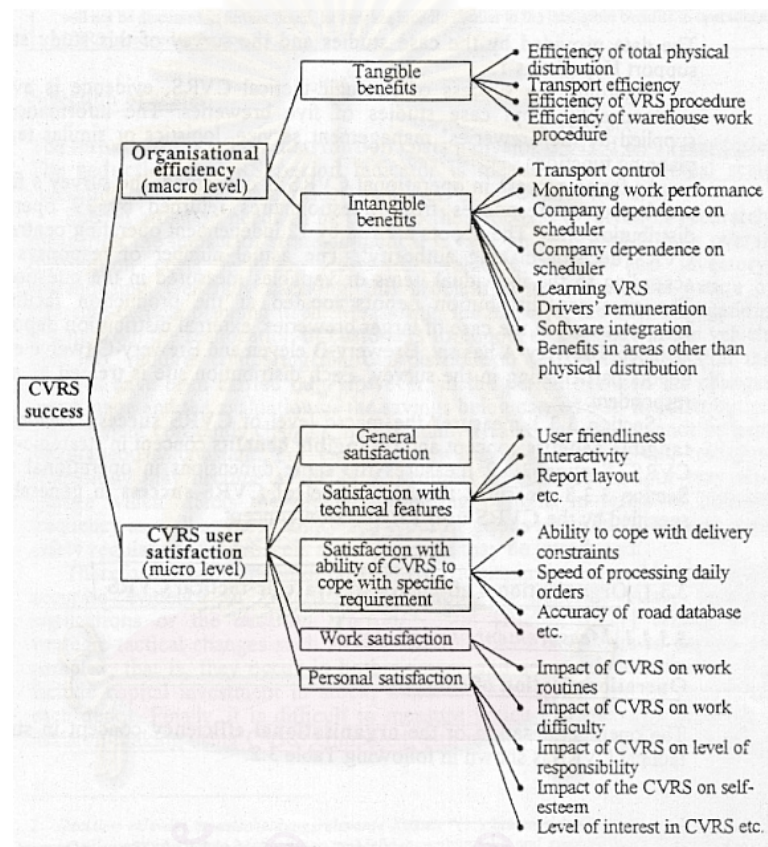 Efficiency of total physical
distribution
Transport efficiency
Efficiency of VRS procedure
Efficiency of warehouse work
procedure
Tangible
benefits
Organisational
efficiency
(macro level)
Intangible
benefits
Transport control
Monitoring work performance
Company dependence on
scheduler
Company dependence on
scheduler
Learning VRS
Drivers' remuneration
Software integration
Benefits in areas other than
physical distribution
CVRS
success
General
satisfaction
Satisfaction with
technical features
User friendliness
Interactivity
Report layout
etc.
CVRS user
satisfaction
(micro level)
Satisfaction with
ability of CVRS to
cope with specific
requirement
Ability to cope with delivery
constraints
Speed of processing daily
orders
Accuracy of road database
etc.
Work satisfaction
Personal satisfaction
Impact of CVRS on work
routines
Impact of CVRS on work
difficulty
Impact of CVRS on level of
responsibility
Impact of the CVRS on self-
esteem
Level of interest in CVRS etc.